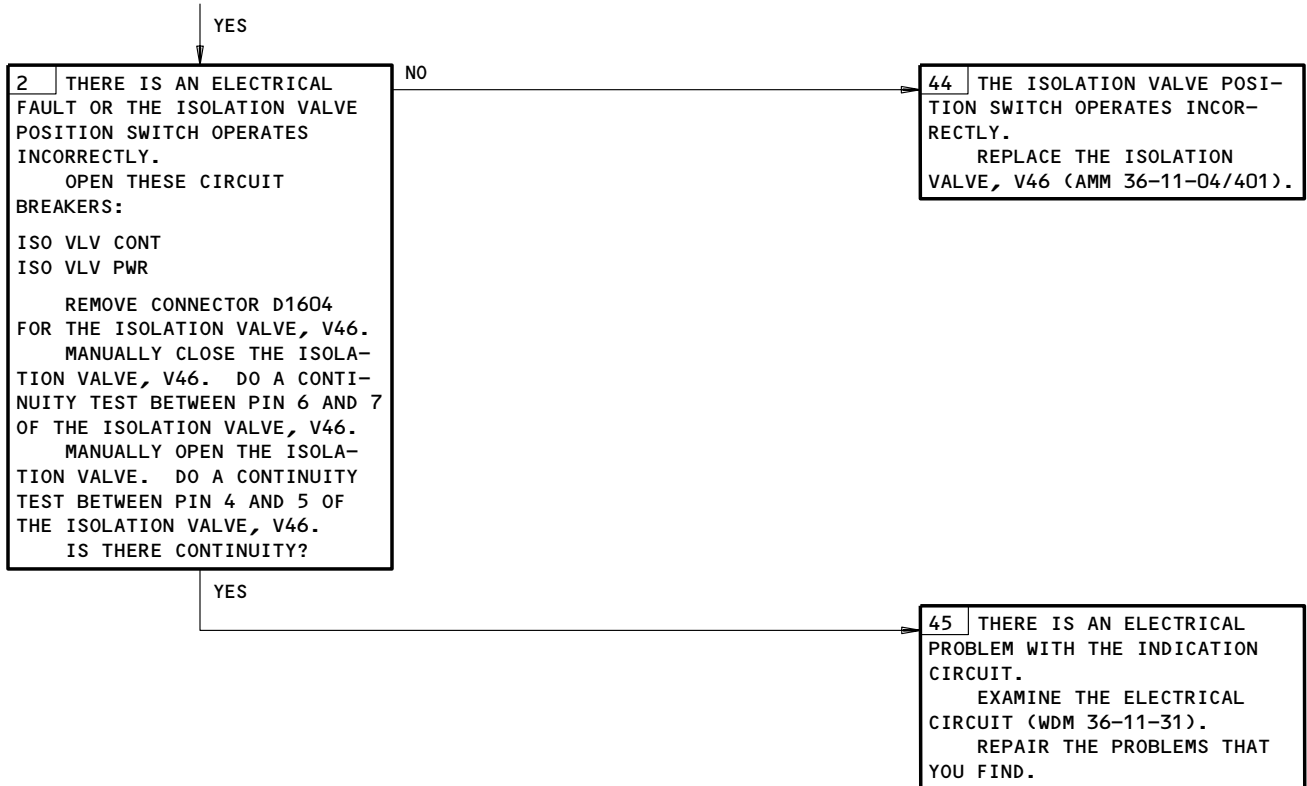 YES
2 THERE IS AN ELECTRICAL
FAULT OR THE ISOLATION VALVE
POSITION SWITCH OPERATES
INCORRECTLY.
OPEN THESE CIRCUIT
BREAKERS:
ISO VLV CONT
ISO VLV PWR
REMOVE CONNECTOR D1604
FOR THE ISOLATION VALVE, V46.
MANUALLY CLOSE THE ISOLA-
TION VALVE, V46. DO A CONTI-
NUITY TEST BETWEEN PIN 6 AND 7
OF THE ISOLATION VALVE, V46.
MANUALLY OPEN THE ISOLA-
TION VALVE. DO A CONTINUITY
TEST BETWEEN PIN 4 AND 5 OF
THE ISOLATION VALVE, V46.
IS THERE CONTINUITY?
NO
44 THE ISOLATION VALVE POSI-
TION SWITCH OPERATES INCOR-
RECTLY.
REPLACE THE ISOLATION
VALVE, V46 (AMM 36-11-04/401).
YES
45 THERE IS AN ELECTRICAL
PROBLEM WITH THE INDICATION
CIRCUIT.
EXAMINE THE ELECTRICAL
CIRCUIT (WDM 36-11-31).
REPAIR THE PROBLEMS THAT
YOU FIND.